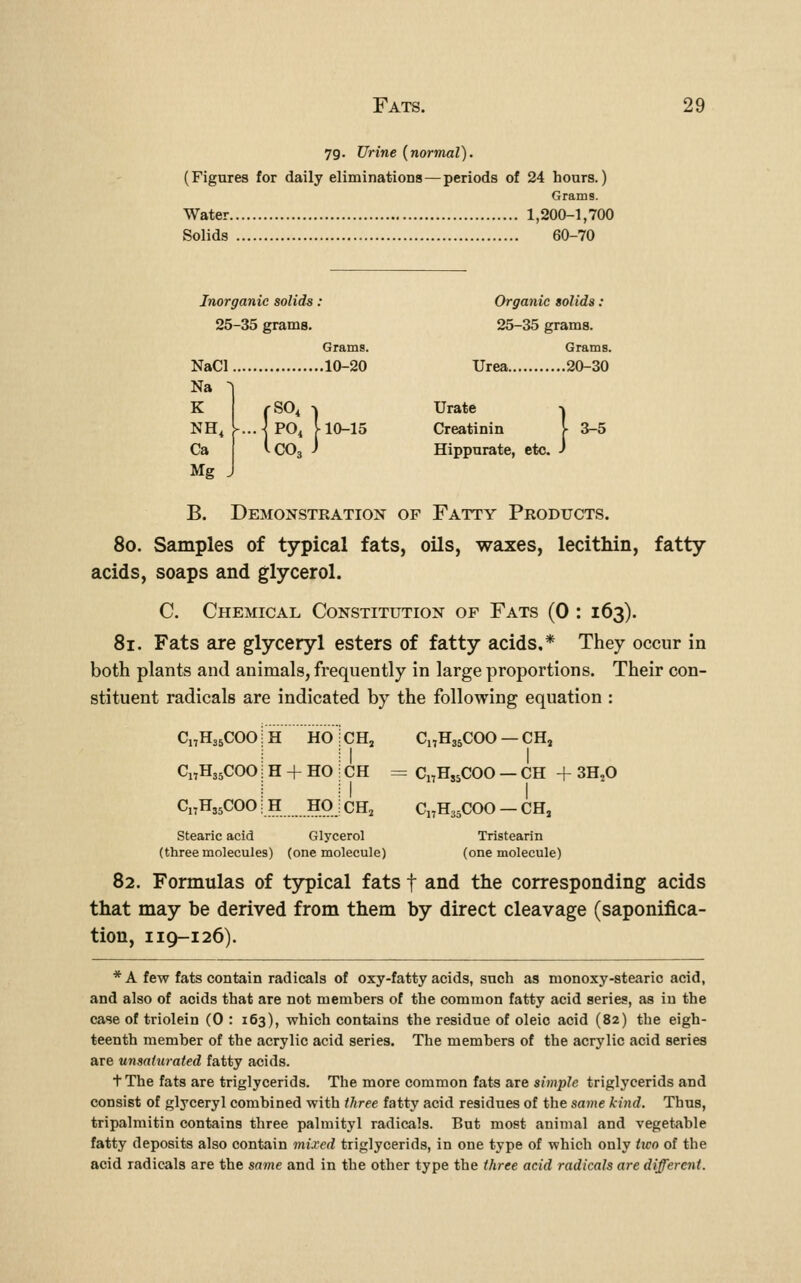 FATS. 29
79. Urine (normal).
(Figures for daily eliminations—periods of 24 hours.)
Grams.
Water.................................................... 1,200-1,700
Solids .................................................... 60-70
Inorganic solids : Organic solids :
25-35 grams. 25-35 grams.
Grams. Grams.
NaCl..................10-20 Urea...........20-30
Na
K SO₄ Urate
NH₄ ... PO₄ 10-15 Creatinin 3-5
Ca CO₃ Hippurate, etc.
Mg
B. DEMONSTRATION OF FATTY PRODUCTS.
80. Samples of typical fats, oils, waxes, lecithin, fatty
acids, soaps and glycerol.
C. CHEMICAL CONSTITUTION OF FATS (O : 163).
81. Fats are glyceryl esters of fatty acids.* They occur in
both plants and animals, frequently in large proportions. Their con-
stituent radicals are indicated by the following equation :
C₁₇H₃₅COO H HO CH₂ C₁₇H₃₅COO — CH₂
C₁₇H₃₅COO H + HO CH = C₁₇H₃₅COO — CH + 3H₂O
C₁₇H₃₅COO H HO CH₂ C₁₇H₃₅COO — CH₂
Stearic acid Glycerol Tristearin
(three molecules) (one molecule) (one molecule)
82. Formulas of typical fats † and the corresponding acids
that may be derived from them by direct cleavage (saponifica-
tion, 119-126).
* A few fats contain radicals of oxy-fatty acids, such as monoxy-stearic acid,
and also of acids that are not members of the common fatty acid series, as in the
case of triolein (O : 163), which contains the residue of oleic acid (82) the eigh-
teenth member of the acrylic acid series. The members of the acrylic acid series
are unsaturated fatty acids.
† The fats are triglycerids. The more common fats are simple triglycerids and
consist of glyceryl combined with three fatty acid residues of the same kind. Thus,
tripalmitin contains three palmityl radicals. But most animal and vegetable
fatty deposits also contain mixed triglycerids, in one type of which only two of the
acid radicals are the same and in the other type the three acid radicals are different.